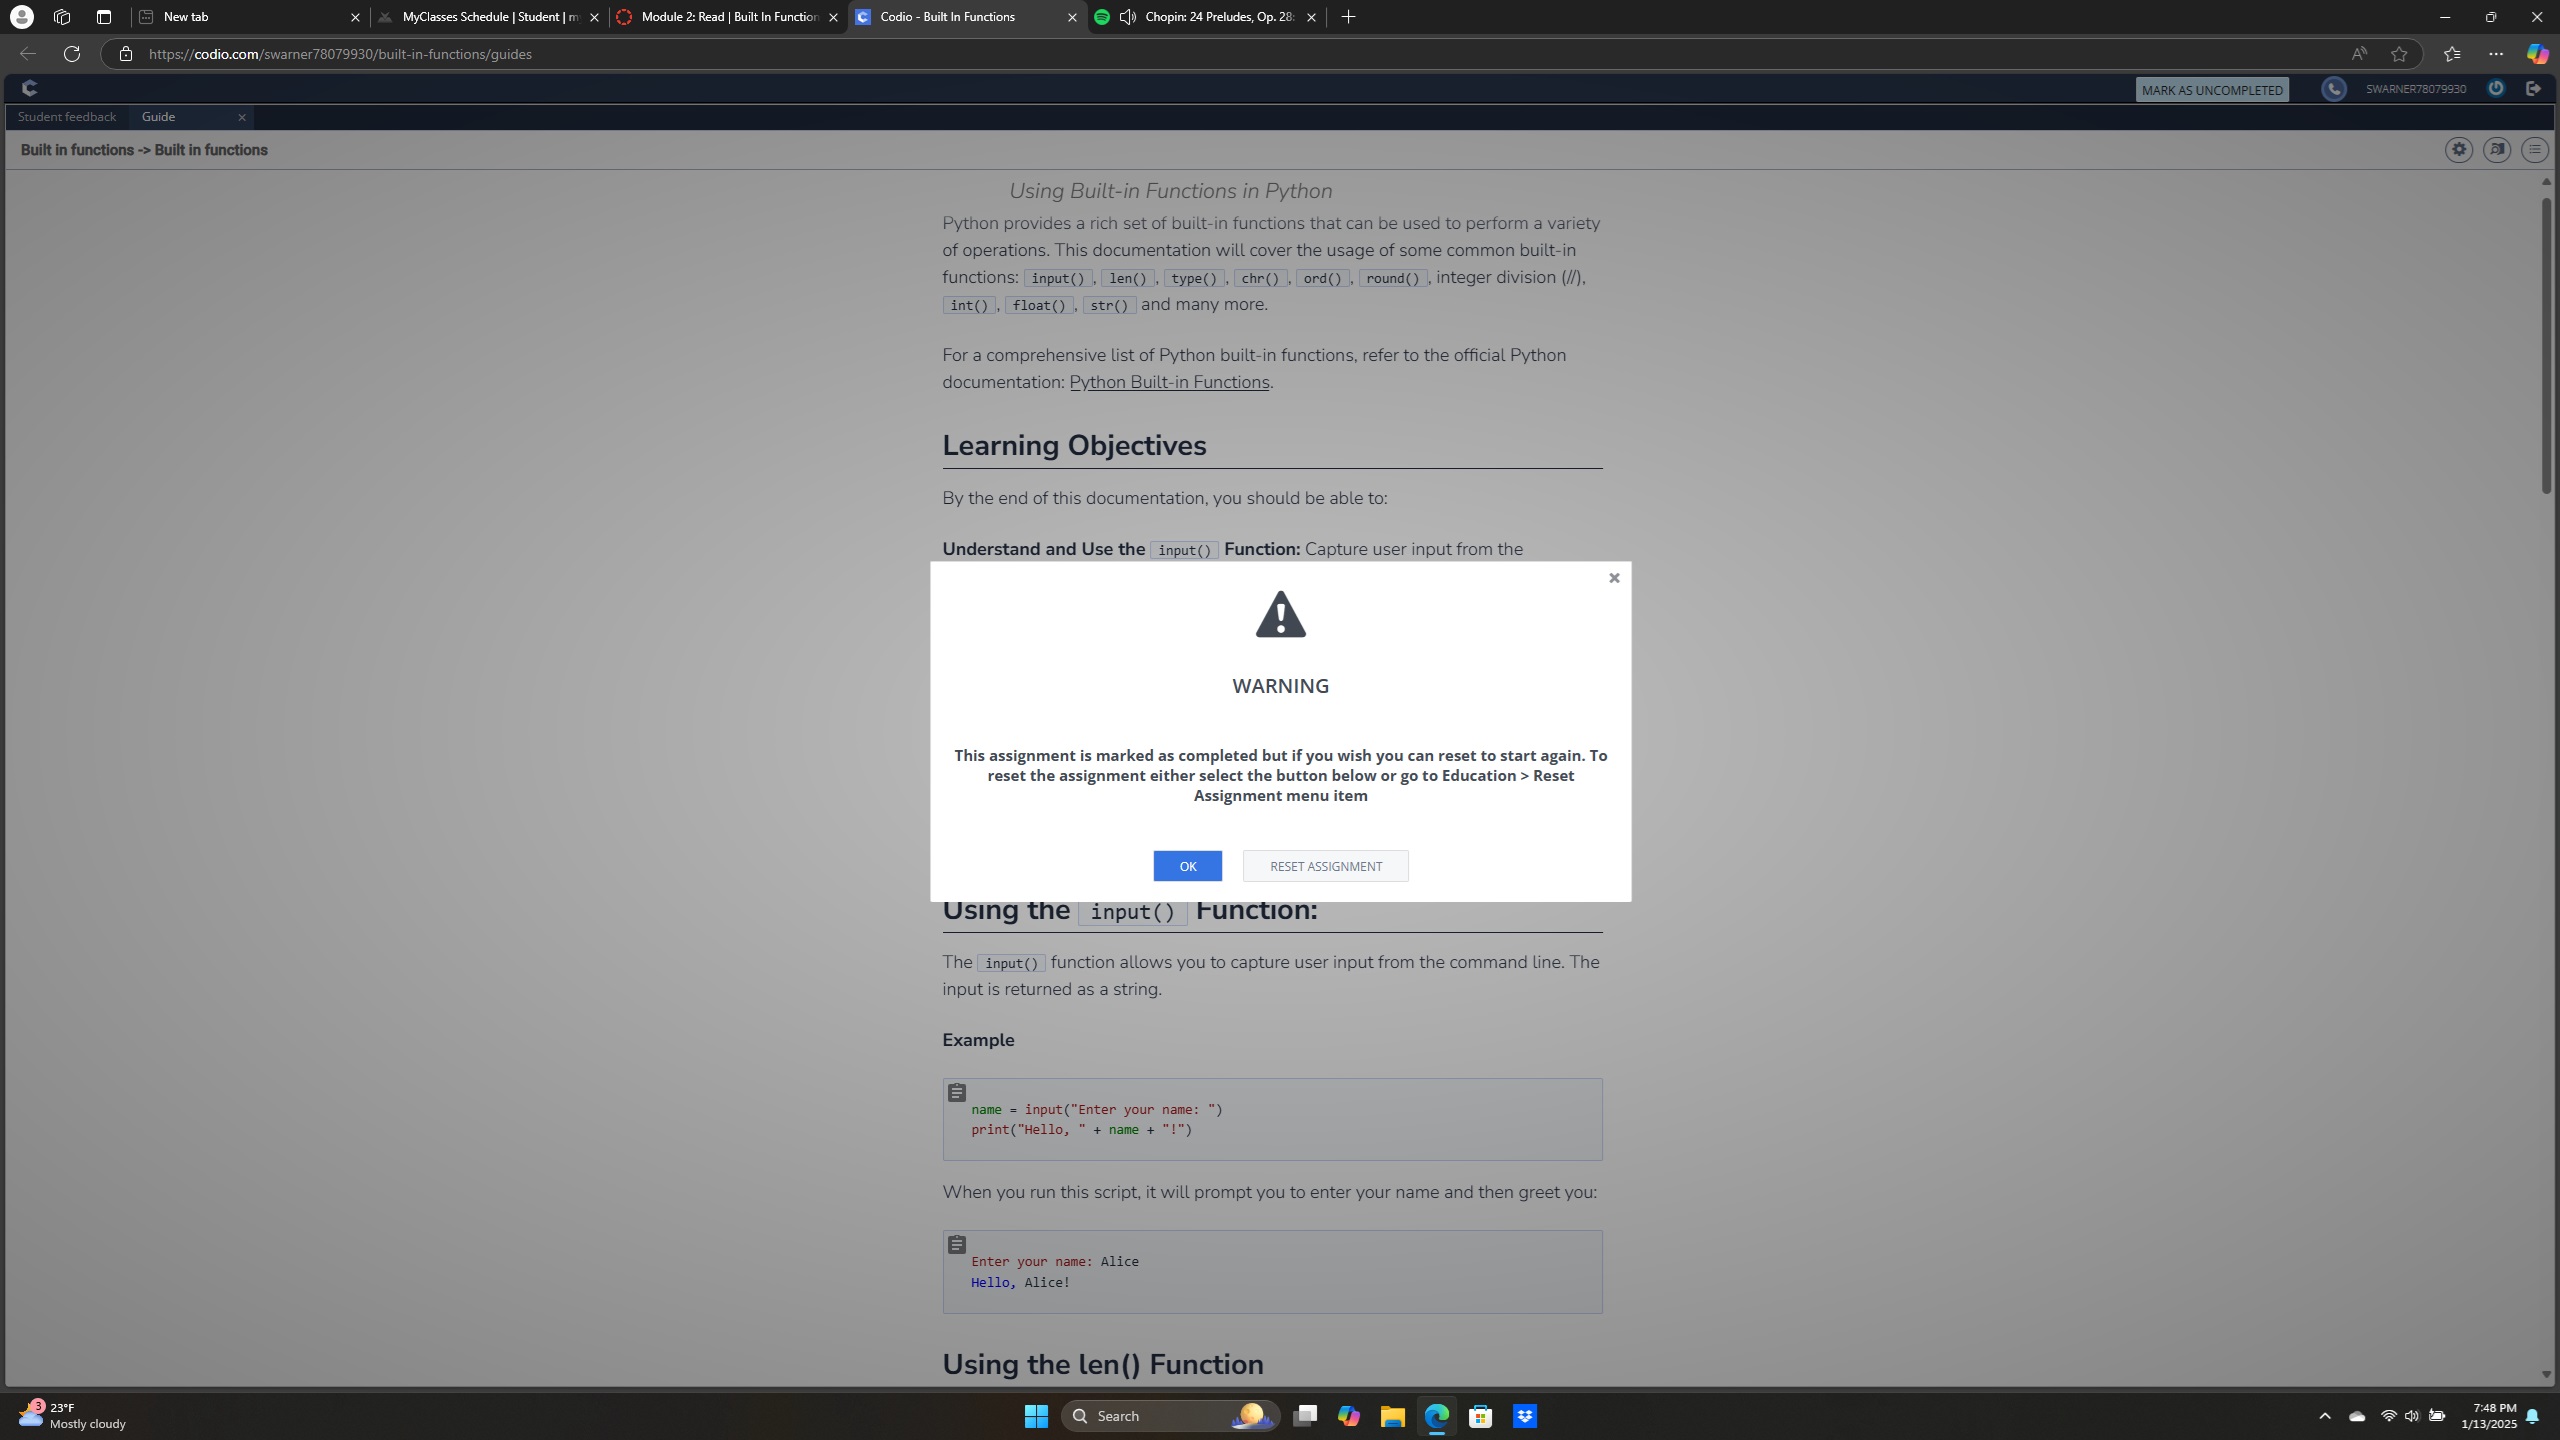 New tab
MyClasses Schedule | Student | m
Module 2: Read | Built In Function
Codio - Built In Functions
Chopin: 24 Preludes, Op. 28:
https://codio.com/swarner78079930/built-in-functions/guides
MARK AS UNCOMPLETED
SWARNER78079930
Student feedback
Guide
Built in functions -> Built in functions
Using Built-in Functions in Python
Python provides a rich set of built-in functions that can be used to perform a variety
of operations. This documentation will cover the usage of some common built-in
functions: input(), len(), type(), chr(), ord(), round(), integer division (//),
int(), float(), str() and many more.
For a comprehensive list of Python built-in functions, refer to the official Python
documentation: Python Built-in Functions.
Learning Objectives
By the end of this documentation, you should be able to:
Understand and Use the input() Function: Capture user input from the
WARNING
This assignment is marked as completed but if you wish you can reset to start again. To
reset the assignment either select the button below or go to Education > Reset
Assignment menu item
OK
RESET ASSIGNMENT
Using the input() Function:
The input() function allows you to capture user input from the command line. The
input is returned as a string.
Example
name = input("Enter your name: ")
print("Hello, " + name + "!")
When you run this script, it will prompt you to enter your name and then greet you:
Enter your name: Alice
Hello, Alice!
Using the len() Function
3
23°F
Mostly cloudy
Search
7:48 PM
1/13/2025